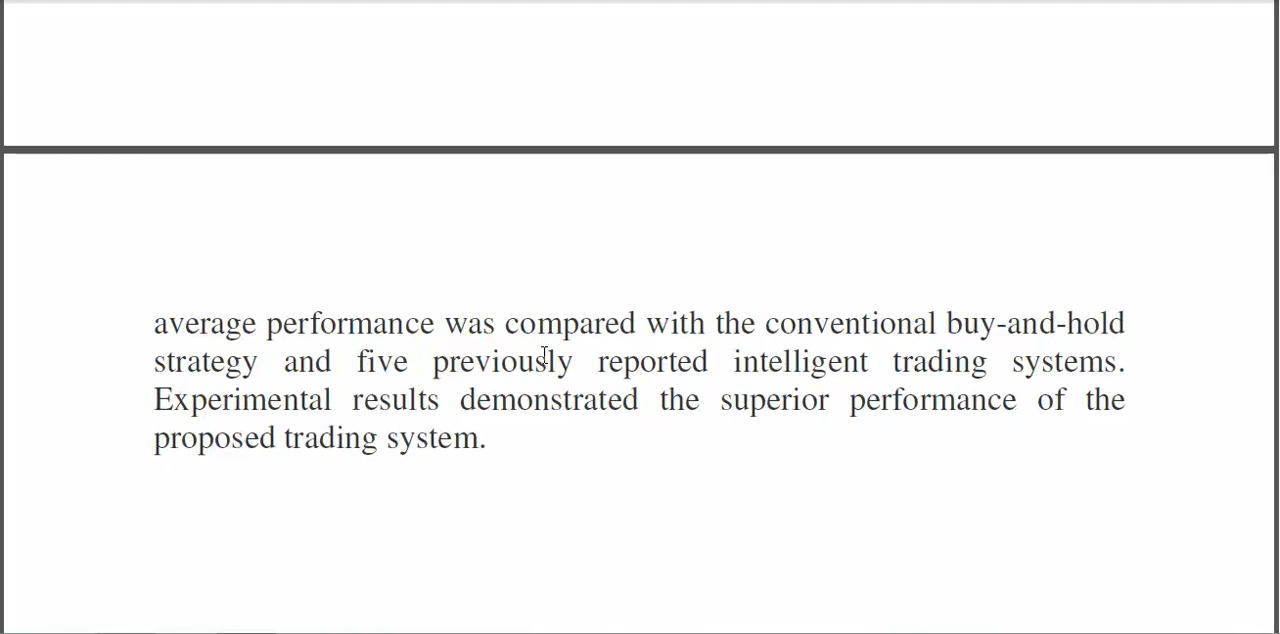 average performance was compared with the conventional buy-and-hold
strategy and five previously reported intelligent trading systems.
Experimental results demonstrated the superior performance of the
proposed trading system.